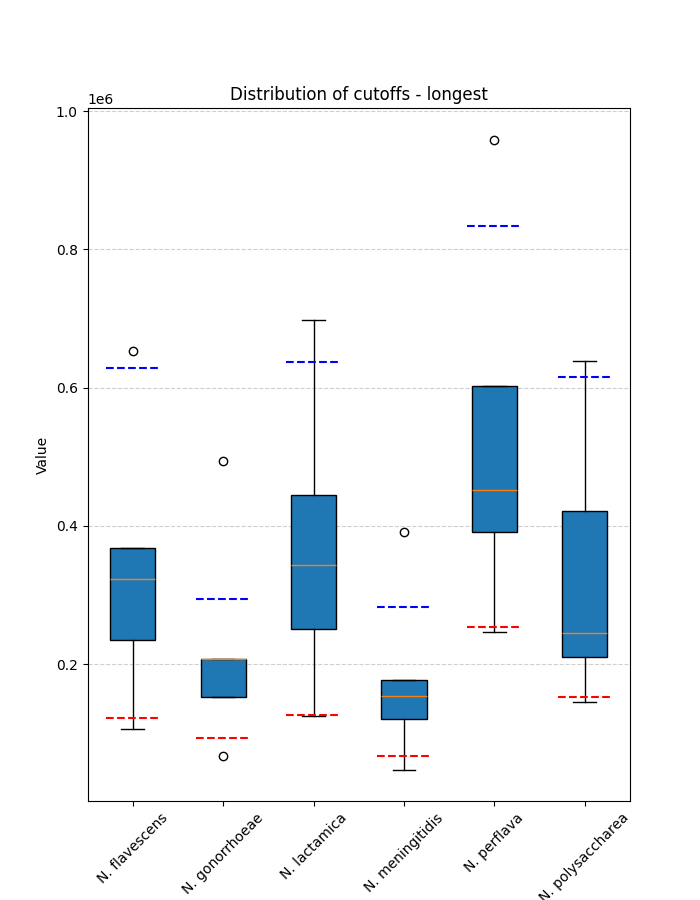 Distribution of cutoffs - longest
1e6
1.0
0.8
0.6
0.4
0.2
Value
N. flavescens
N. gonorrhoeae
N. lactamica
N. meningitidis
N. perflava
N. polysaccharea